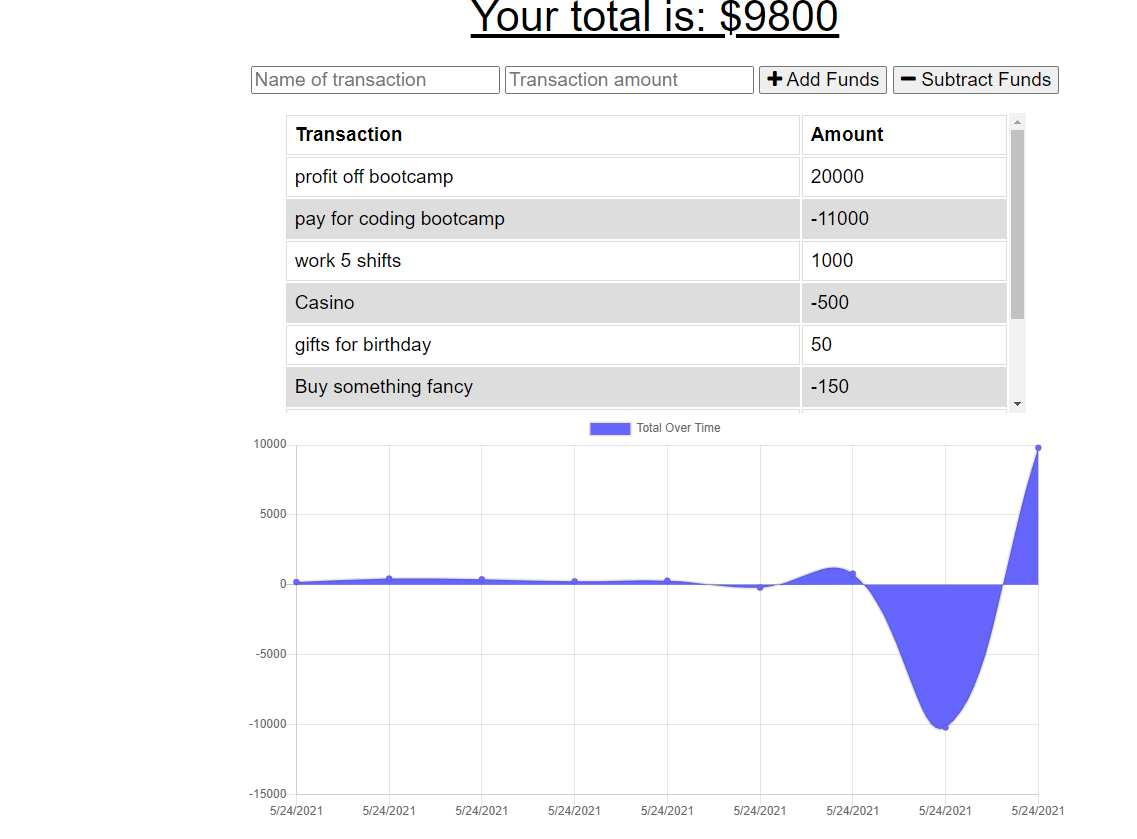 Your total is: $9800
Name of transaction Transaction amount Add Funds Subtract Funds
Transaction Amount
profit off bootcamp 20000
pay for coding bootcamp -11000
work 5 shifts 1000
Casino -500
gifts for birthday 50
Buy something fancy -150
Total Over Time
10000
5000
0
-5000
-10000
-15000
5/24/2021 5/24/2021 5/24/2021 5/24/2021 5/24/2021 5/24/2021 5/24/2021 5/24/2021 5/24/2021